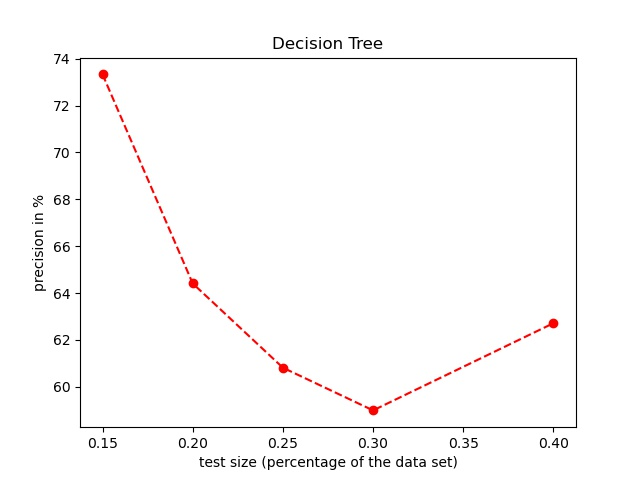 Decision Tree
74
72
70
68
66
64
62
60
precision in %
0.15 0.20 0.25 0.30 0.35 0.40
test size (percentage of the data set)